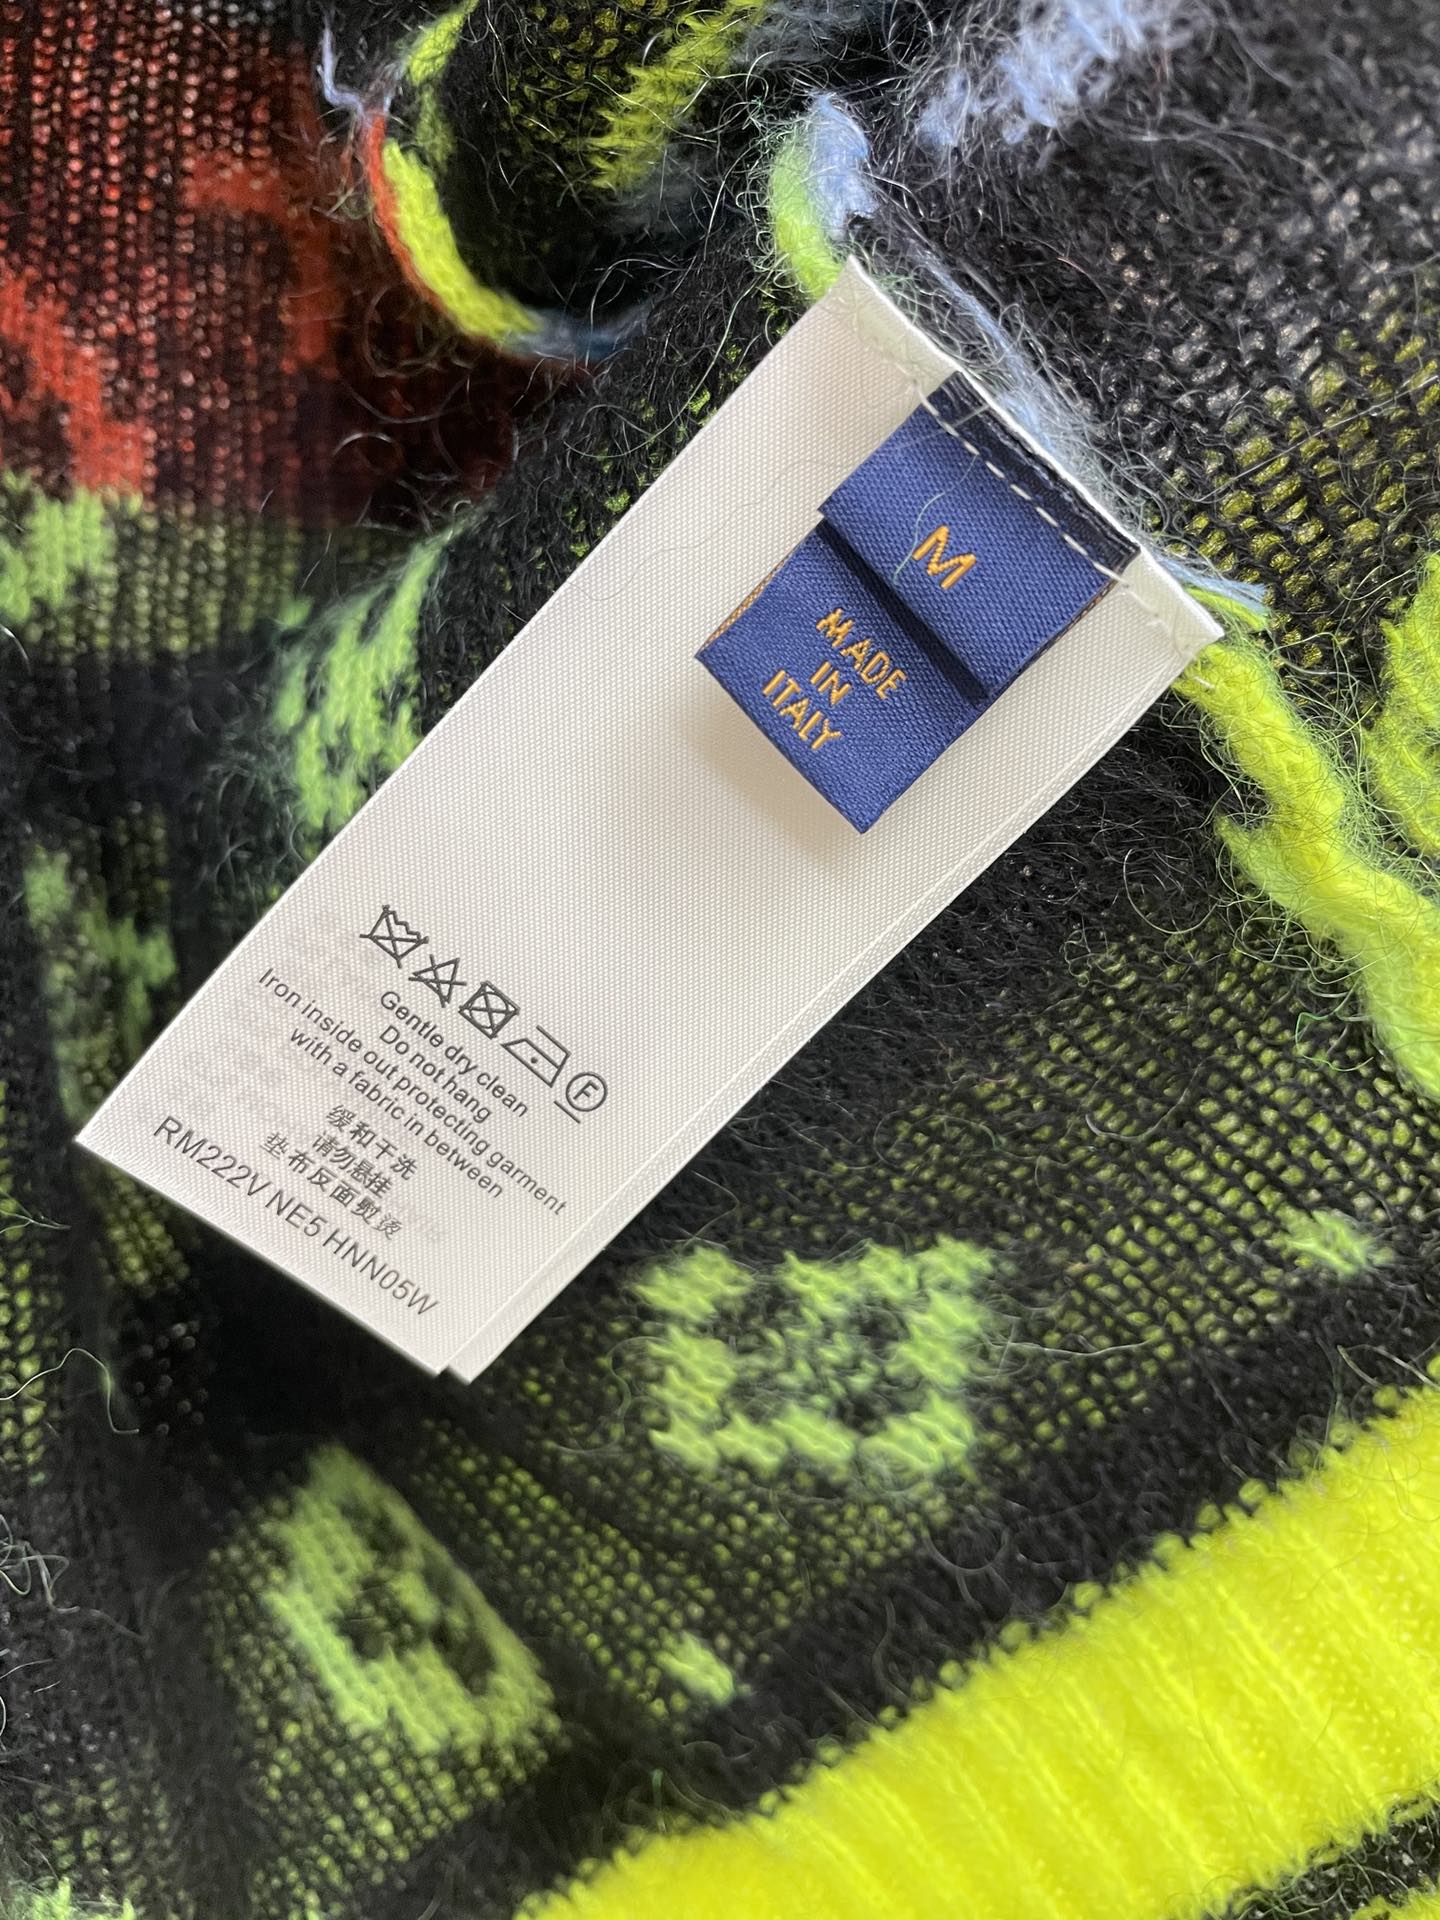 M
MADE
IN
ITALY
F
Gentle dry clean
Do not hang
Iron inside out protecting garment
with a fabric in between
缓和干洗
请勿悬挂
垫布反面熨烫
RM222V NE5 HNN05W